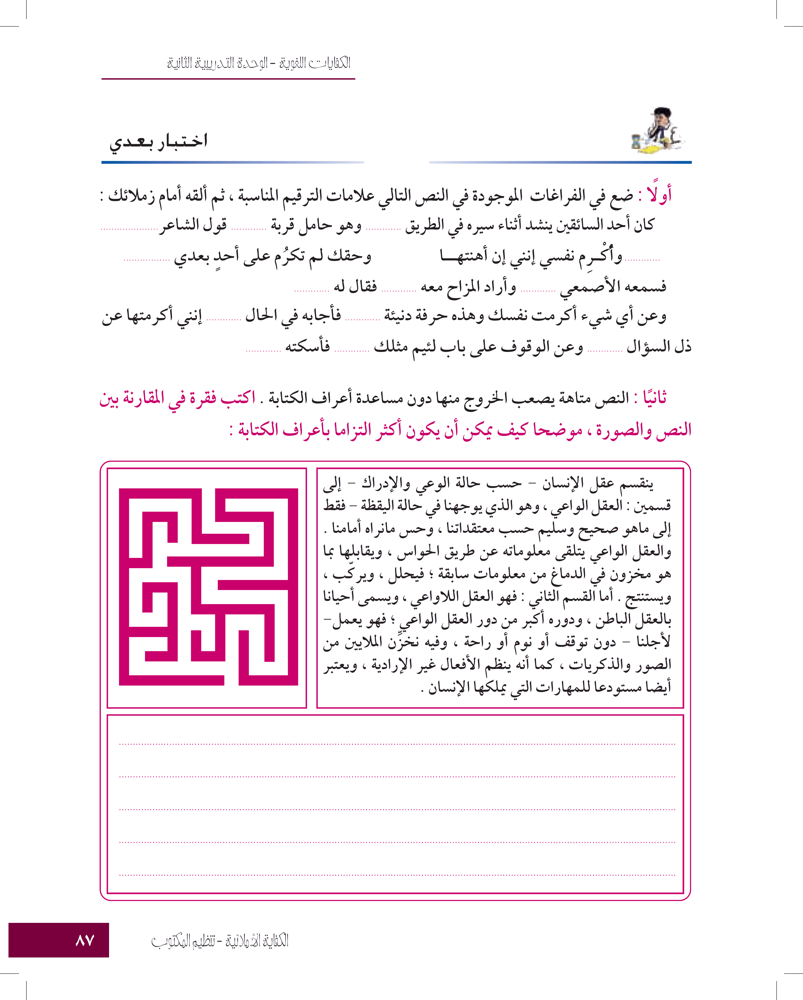 الكفايات اللغوية - الوحدة التدريبية الثانية
اختبار بعدي
أولًا : ضع في الفراغات الموجودة في النص التالي علامات الترقيم المناسبة ، ثم ألقه أمام زملائك :
كان أحد السائقين ينشد أثناء سيره في الطريق ............. وهو حامل قربة ............. قول الشاعر .....................
............. وأُكْـرِم نفسي إنني إن أهنتهـــا وحقك لم تكرُم على أحدٍ بعدي .................
فسمعه الأصمعي ............. وأراد المزاح معه ............. فقال له .............
وعن أي شيء أكرمت نفسك وهذه حرفة دنيئة ............. فأجابه في الحال ............. إنني أكرمتها عن
ذل السؤال ............. وعن الوقوف على باب لئيم مثلك ............. فأسكته .............
ثانيًا : النص متاهة يصعب الخروج منها دون مساعدة أعراف الكتابة . اكتب فقرة في المقارنة بين
النص والصورة ، موضحا كيف يمكن أن يكون أكثر التزاما بأعراف الكتابة :
ينقسم عقل الإنسان – حسب حالة الوعي والإدراك – إلى
قسمين : العقل الواعي ، وهو الذي يوجهنا في حالة اليقظة – فقط
إلى ماهو صحيح وسليم حسب معتقداتنا ، وحس مانراه أمامنا .
والعقل الواعي يتلقى معلوماته عن طريق الحواس ، ويقابلها بما
هو مخزون في الدماغ من معلومات سابقة ؛ فيحلل ، ويركّب ،
ويستنتج . أما القسم الثاني : فهو العقل اللاواعي ، ويسمى أحيانا
بالعقل الباطن ، ودوره أكبر من دور العقل الواعي ؛ فهو يعمل–
لأجلنا – دون توقف أو نوم أو راحة ، وفيه نخزِّن الملايين من
الصور والذكريات ، كما أنه ينظم الأفعال غير الإرادية ، ويعتبر
أيضا مستودعا للمهارات التي يملكها الإنسان .
الكفاية الإملائية - تنظيم المكتوب
٨٧